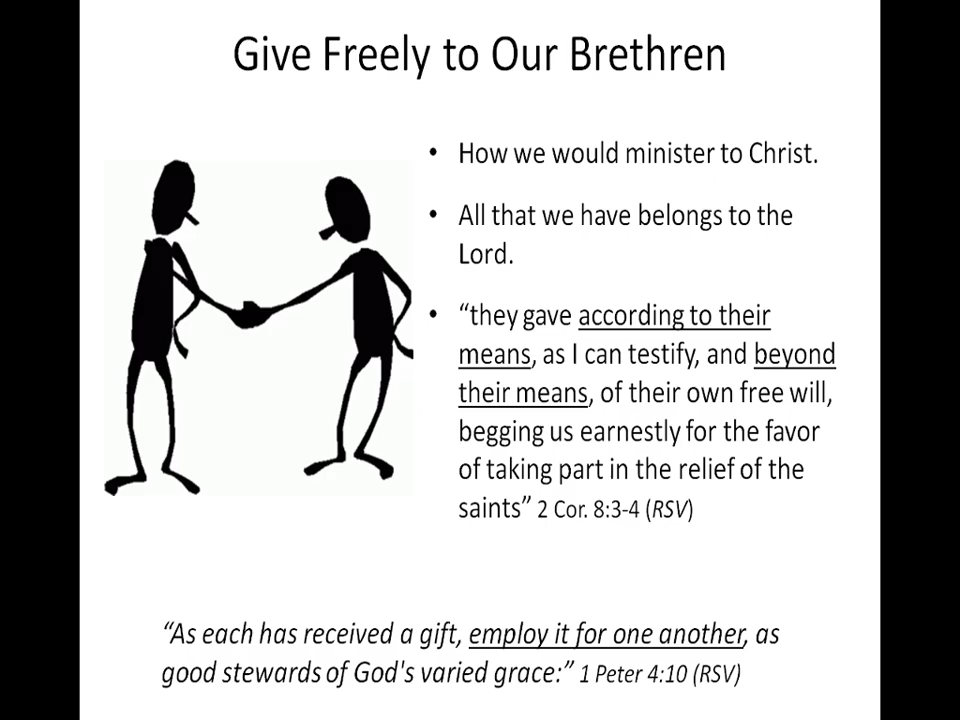 Give Freely to Our Brethren
• How we would minister to Christ.
• All that we have belongs to the
Lord.
• “they gave according to their
means, as I can testify, and beyond
their means, of their own free will,
begging us earnestly for the favor
of taking part in the relief of the
saints” 2 Cor. 8:3-4 (RSV)
“As each has received a gift, employ it for one another, as
good stewards of God's varied grace:” 1 Peter 4:10 (RSV)